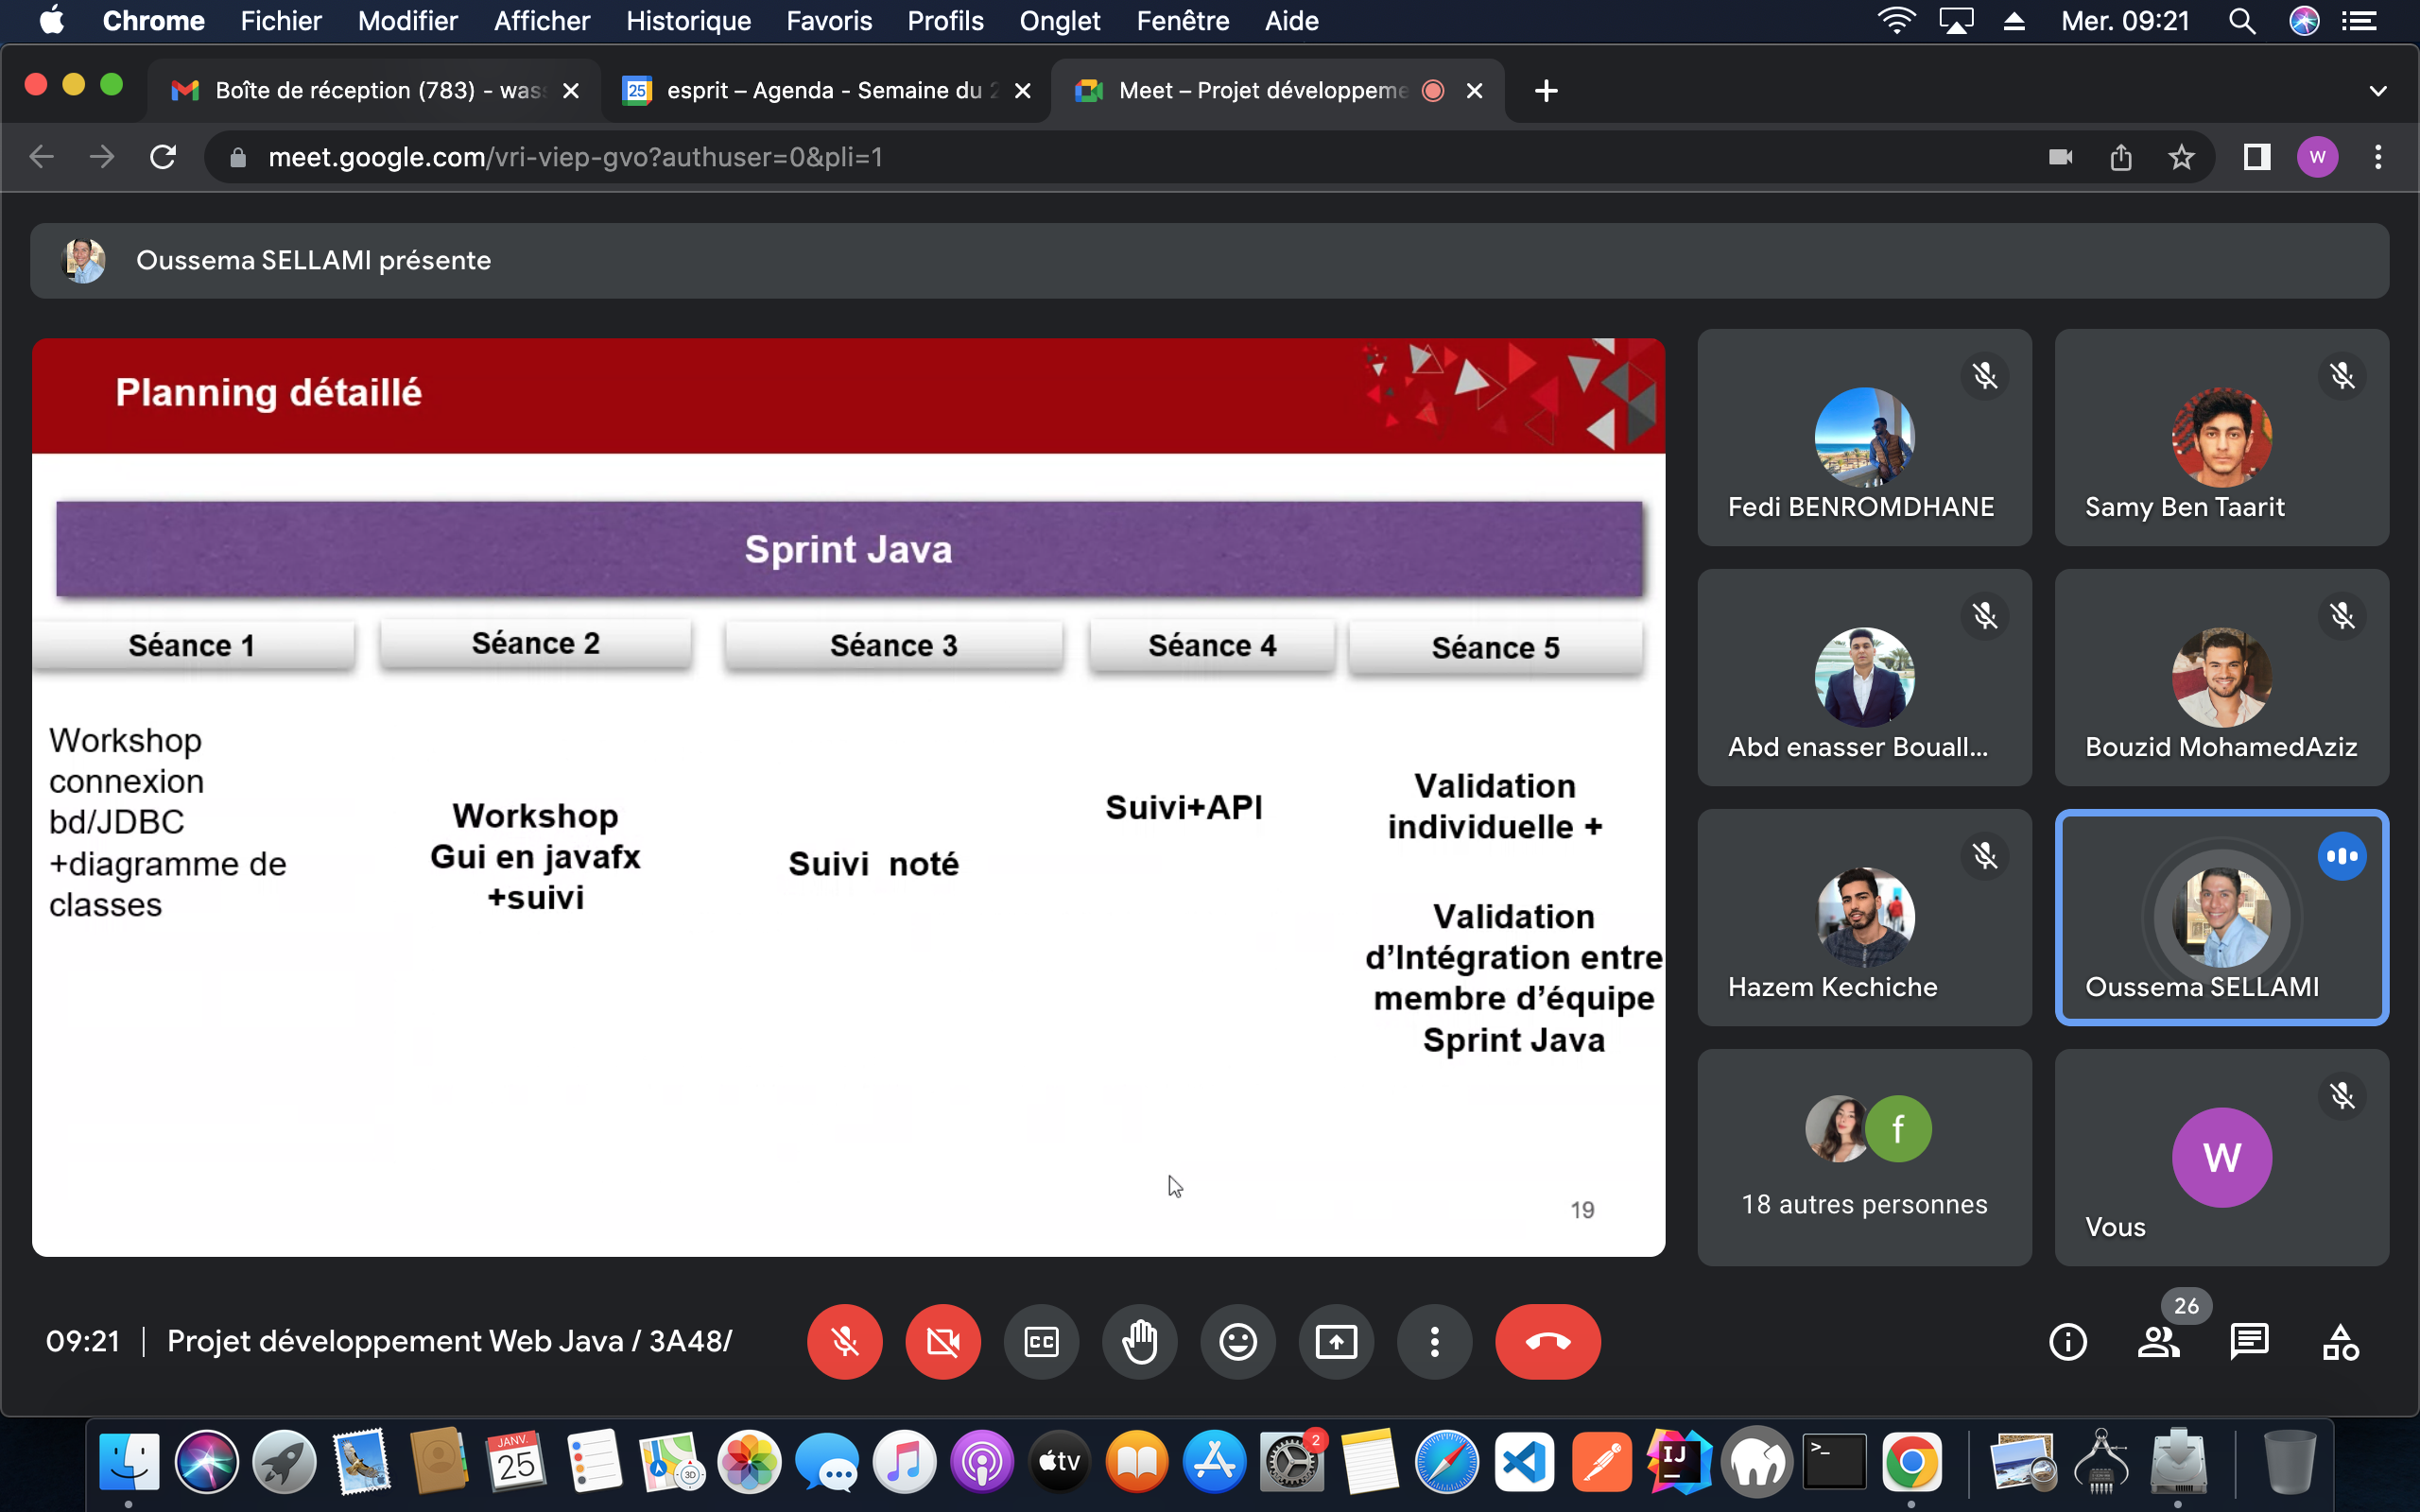 Chrome Fichier Modifier Afficher Historique Favoris Profils Onglet Fenêtre Aide Mer. 09:21
Boîte de réception (783) - was
25 esprit – Agenda - Semaine du 2
Meet – Projet développeme
meet.google.com/vri-viep-gvo?authuser=0&pli=1
W
Oussema SELLAMI présente
Planning détaillé
Sprint Java
Séance 1
Séance 2
Séance 3
Séance 4
Séance 5
Workshop
connexion
bd/JDBC
+diagramme de
classes
Workshop
Gui en javafx
+suivi
Suivi noté
Suivi+API
Validation
individuelle +
Validation
d’Intégration entre
membre d’équipe
Sprint Java
19
Fedi BENROMDHANE
Samy Ben Taarit
Abd enasser Bouall...
Bouzid MohamedAziz
Hazem Kechiche
Oussema SELLAMI
f
18 autres personnes
W
Vous
09:21 | Projet développement Web Java / 3A48/
CC
26
JANV.
25
3D
tv
2
IJ
>_